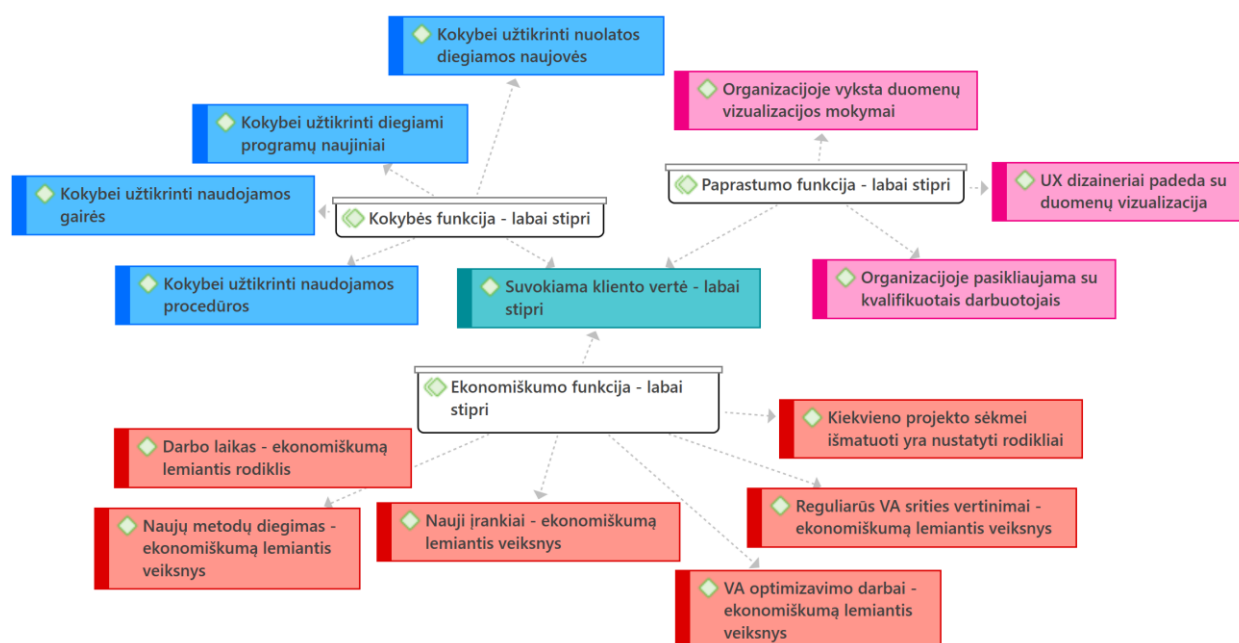 Kokybei užtikrinti nuolatos
diegiamos naujovės
Organizacijoje vyksta duomenų
vizualizacijos mokymai
Kokybei užtikrinti diegiami
programų naujiniai
Paprastumo funkcija - labai stipri
UX dizaineriai padeda su
duomenų vizualizacija
Kokybei užtikrinti naudojamos
gairės
Kokybės funkcija - labai stipri
Kokybei užtikrinti naudojamos
procedūros
Suvokiama kliento vertė - labai
stipri
Organizacijoje pasikliaujama su
kvalifikuotais darbuotojais
Ekonomiškumo funkcija - labai
stipri
Kiekvieno projekto sėkmei
išmatuoti yra nustatyti rodikliai
Darbo laikas - ekonomiškumą
lemiantis rodiklis
Reguliarūs VA srities vertinimai -
ekonomiškumą lemiantis veiksnys
Naujų metodų diegimas -
ekonomiškumą lemiantis
veiksnys
Nauji įrankiai - ekonomiškumą
lemiantis veiksnys
VA optimizavimo darbai -
ekonomiškumą lemiantis
veiksnys